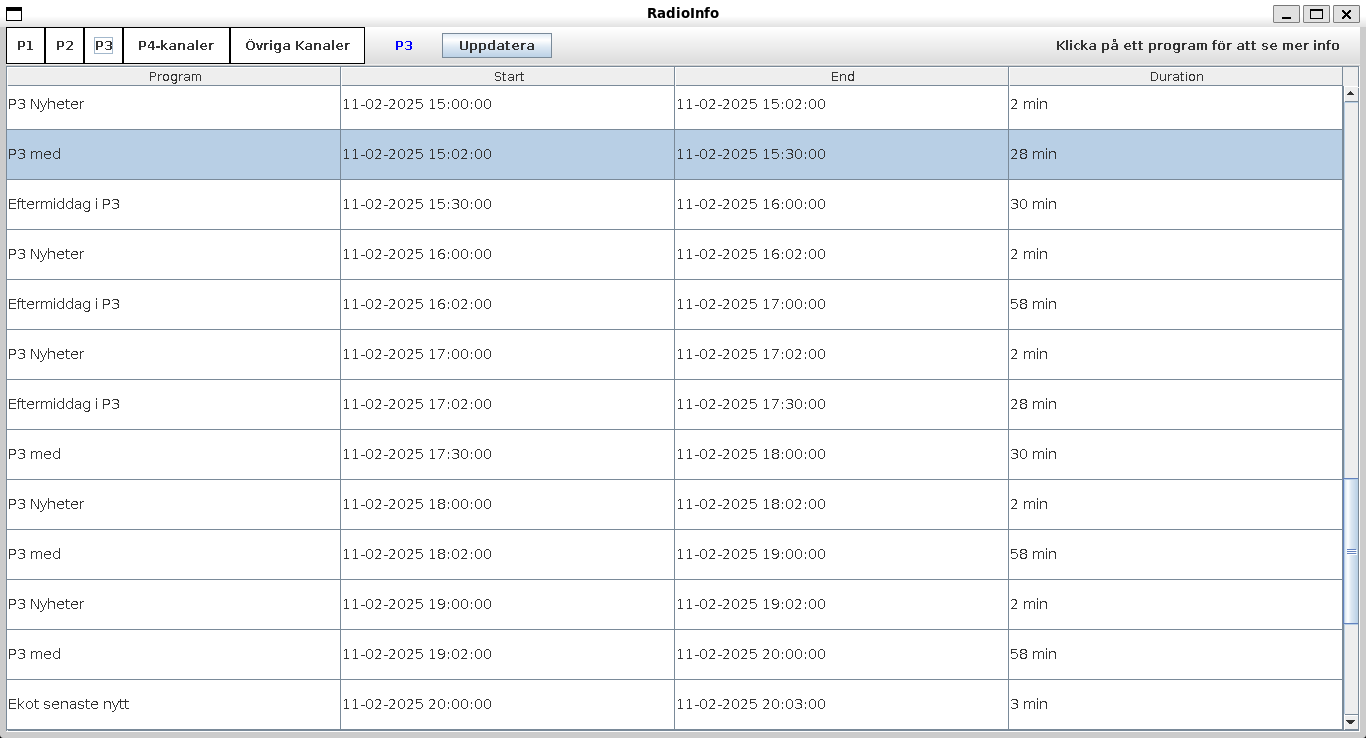 RadioInfo
P1 P2 P3 P4-kanaler Övriga Kanaler P3 Uppdatera Klicka på ett program för att se mer info
Program Start End Duration
P3 Nyheter 11-02-2025 15:00:00 11-02-2025 15:02:00 2 min
P3 med 11-02-2025 15:02:00 11-02-2025 15:30:00 28 min
Eftermiddag i P3 11-02-2025 15:30:00 11-02-2025 16:00:00 30 min
P3 Nyheter 11-02-2025 16:00:00 11-02-2025 16:02:00 2 min
Eftermiddag i P3 11-02-2025 16:02:00 11-02-2025 17:00:00 58 min
P3 Nyheter 11-02-2025 17:00:00 11-02-2025 17:02:00 2 min
Eftermiddag i P3 11-02-2025 17:02:00 11-02-2025 17:30:00 28 min
P3 med 11-02-2025 17:30:00 11-02-2025 18:00:00 30 min
P3 Nyheter 11-02-2025 18:00:00 11-02-2025 18:02:00 2 min
P3 med 11-02-2025 18:02:00 11-02-2025 19:00:00 58 min
P3 Nyheter 11-02-2025 19:00:00 11-02-2025 19:02:00 2 min
P3 med 11-02-2025 19:02:00 11-02-2025 20:00:00 58 min
Ekot senaste nytt 11-02-2025 20:00:00 11-02-2025 20:03:00 3 min